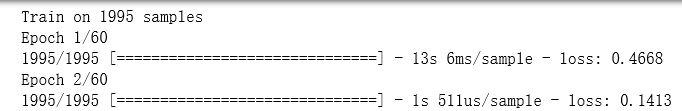 Train on 1995 samples
Epoch 1/60
1995/1995 [==============================] - 13s 6ms/sample - loss: 0.4668
Epoch 2/60
1995/1995 [==============================] - 1s 511us/sample - loss: 0.1413